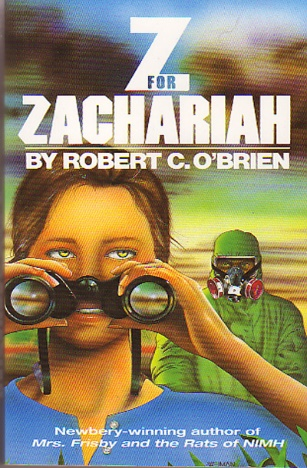 Z
FOR
ZACHARIAH
BY ROBERT C. O'BRIEN
Newbery-winning author of
Mrs. Frisby and the Rats of NIMH